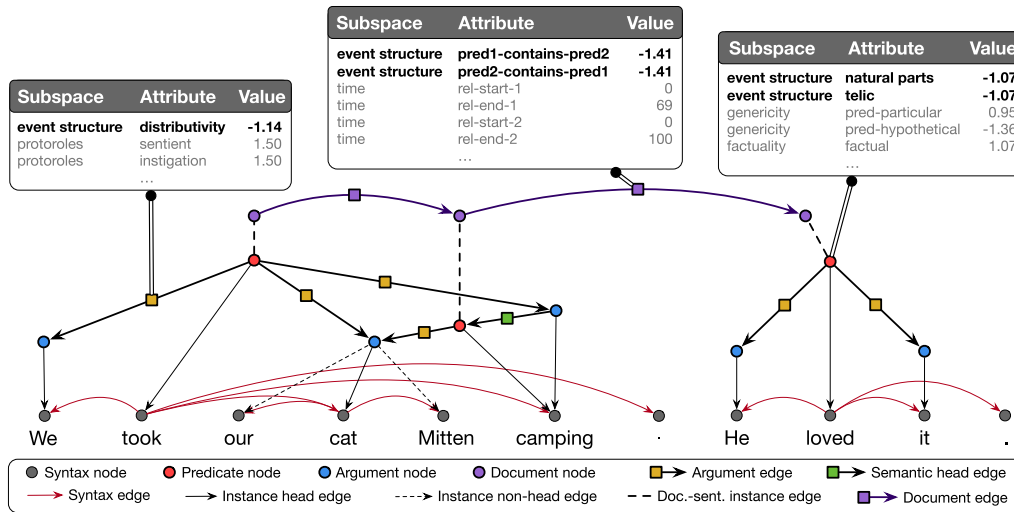 Subspace Attribute Value
event structure pred1-contains-pred2 -1.41
event structure pred2-contains-pred1 -1.41
time rel-start-1 0
time rel-end-1 69
time rel-start-2 0
time rel-end-2 100
...
Subspace Attribute Value
event structure natural parts -1.07
event structure telic -1.07
genericity pred-particular 0.95
genericity pred-hypothetical -1.36
factuality factual 1.07
...
Subspace Attribute Value
event structure distributivity -1.14
protoroles sentient 1.50
protoroles instigation 1.50
...
We took our cat Mitten camping . He loved it .
Syntax node Predicate node Argument node Document node Argument edge Semantic head edge
Syntax edge Instance head edge Instance non-head edge Doc.-sent. instance edge Document edge